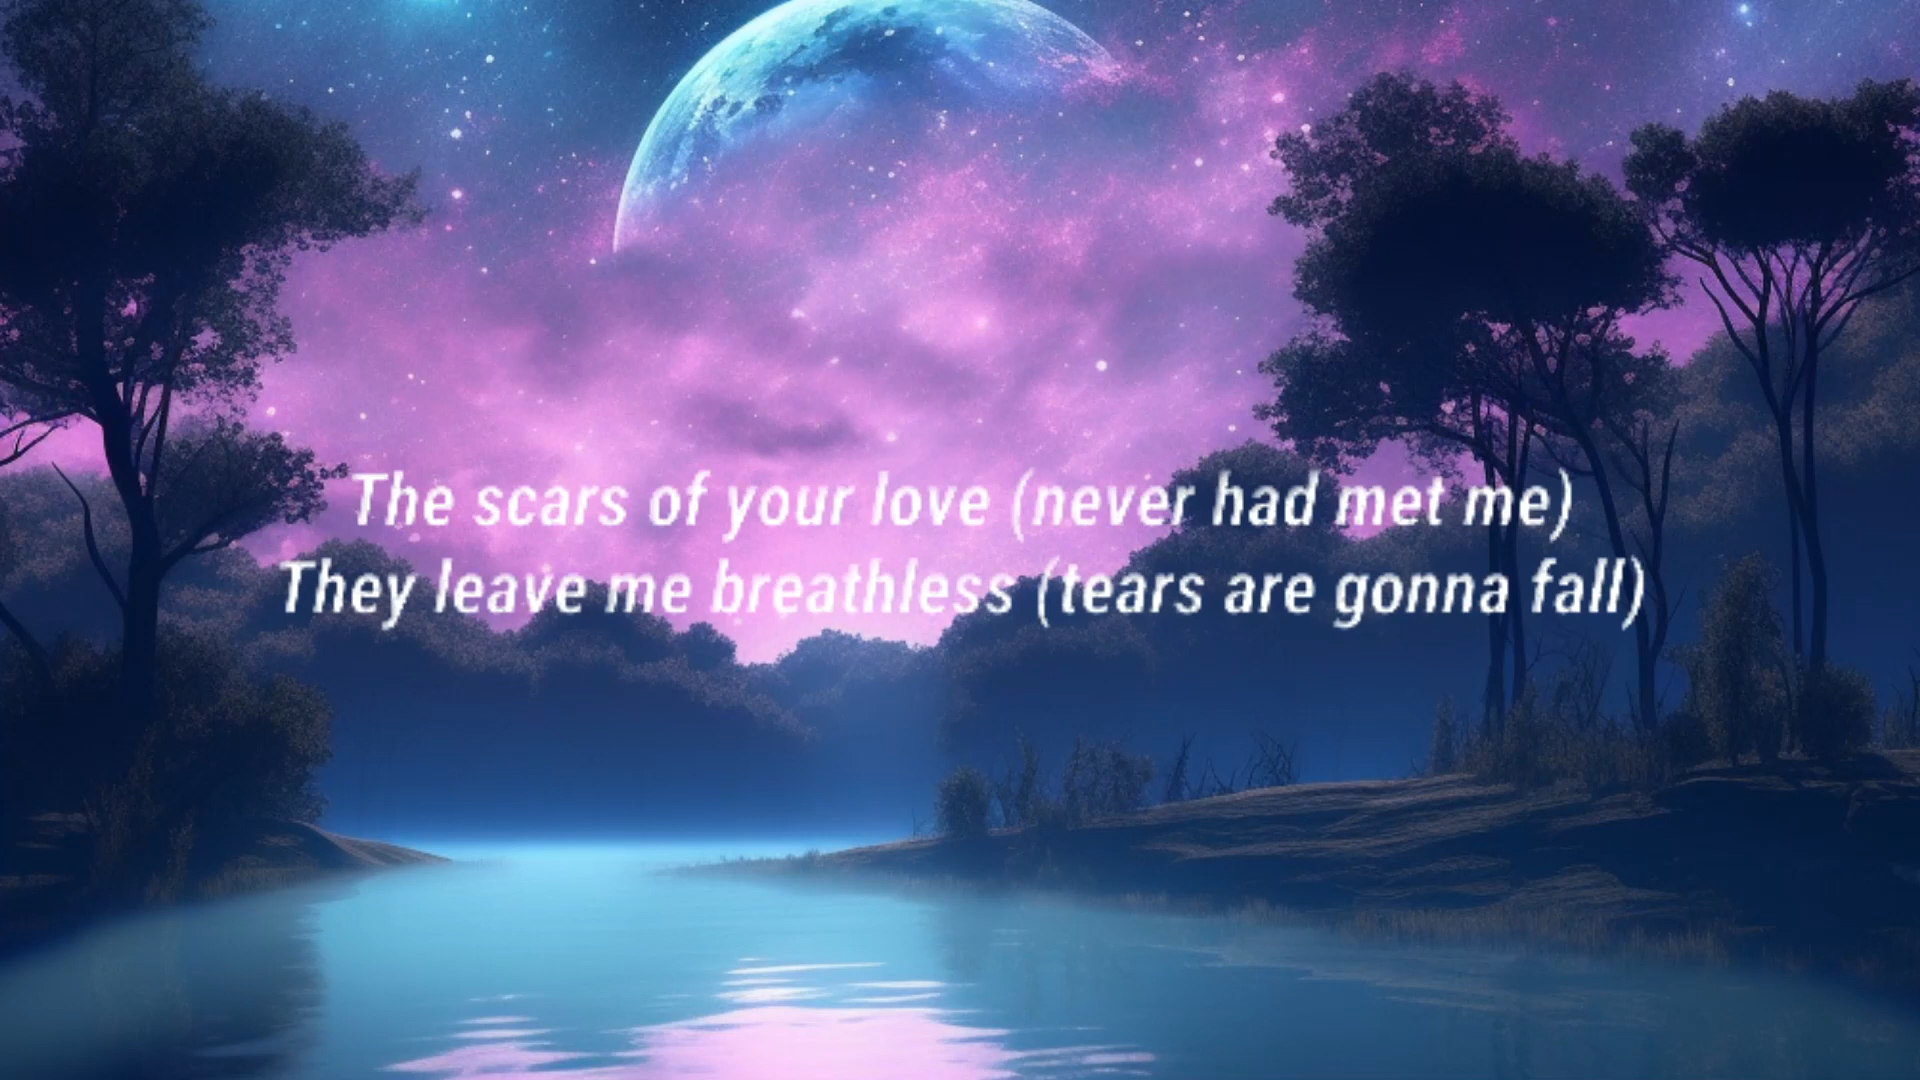 The scars of your love (never had met me)
They leave me breathless (tears are gonna fall)